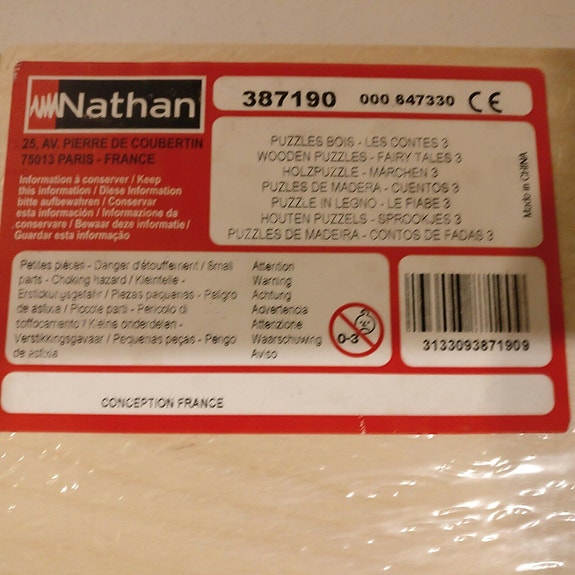 Nathan
387190 000 647330 CE
25, AV. PIERRE DE COUBERTIN
75013 PARIS - FRANCE
Information à conserver / Keep
this information / Diese Information
bitte aufbewahren / Conservar
esta información / Informazione da
conservare / Bewaar deze informatie /
Guardar esta informação
PUZZLES BOIS - LES CONTES 3
WOODEN PUZZLES - FAIRY TALES 3
HOLZPUZZLE - MÄRCHEN 3
PUZLES DE MADERA - CUENTOS 3
PUZZLE IN LEGNO - LE FIABE 3
HOUTEN PUZZELS - SPROOKJES 3
PUZZLES DE MADEIRA - CONTOS DE FADAS 3
Made in CHINA
Petites pièces - Danger d'étouffement / Small
parts - Choking hazard / Kleinteile -
Erstickungsgefahr / Piezas pequenas - Peligro
de asfixia / Piccole parti - Pericolo di
soffocamento / Kleine onderdelen -
Verstikkingsgevaar / Pequenas peças - Perigo
de asfixia
Attention
Warning
Achtung
Advertencia
Attenzione
Waarschuwing
Aviso
0-3
3133093871909
CONCEPTION FRANCE